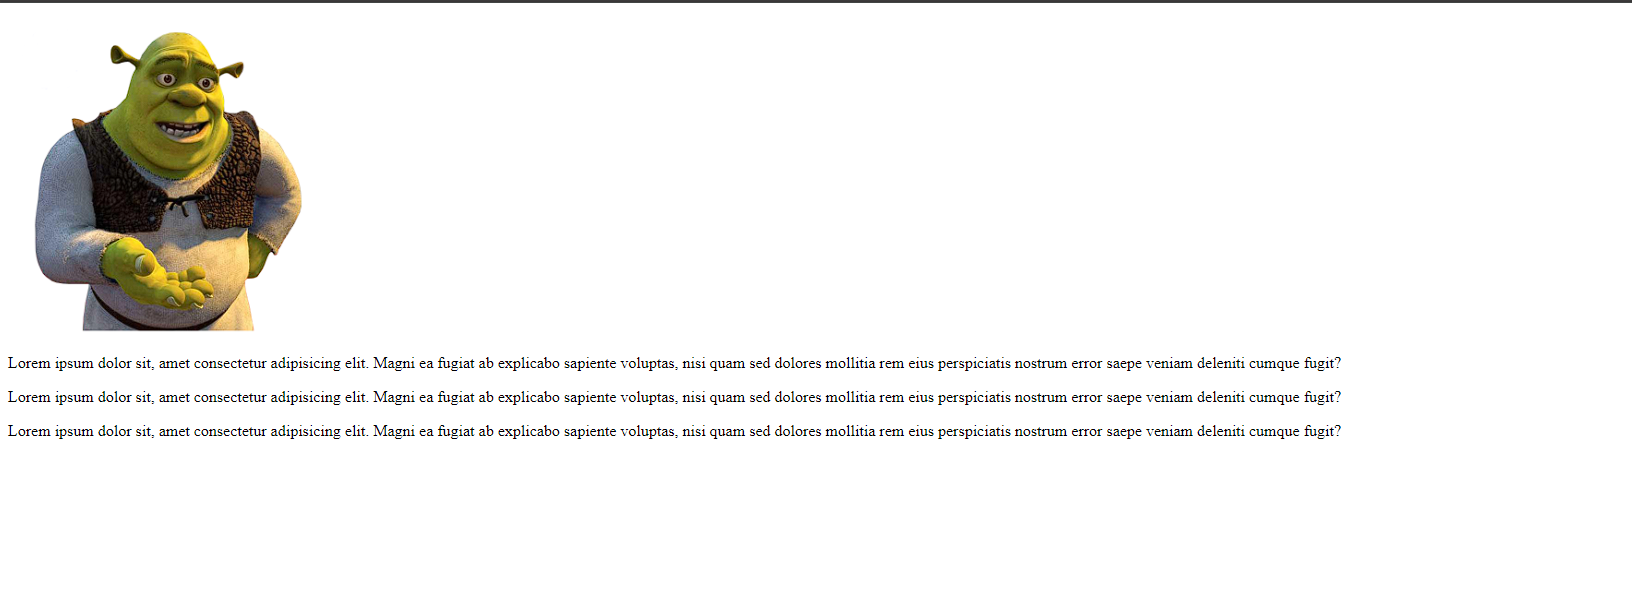 Lorem ipsum dolor sit, amet consectetur adipisicing elit. Magni ea fugiat ab explicabo sapiente voluptas, nisi quam sed dolores mollitia rem eius perspiciatis nostrum error saepe veniam deleniti cumque fugit?
Lorem ipsum dolor sit, amet consectetur adipisicing elit. Magni ea fugiat ab explicabo sapiente voluptas, nisi quam sed dolores mollitia rem eius perspiciatis nostrum error saepe veniam deleniti cumque fugit?
Lorem ipsum dolor sit, amet consectetur adipisicing elit. Magni ea fugiat ab explicabo sapiente voluptas, nisi quam sed dolores mollitia rem eius perspiciatis nostrum error saepe veniam deleniti cumque fugit?